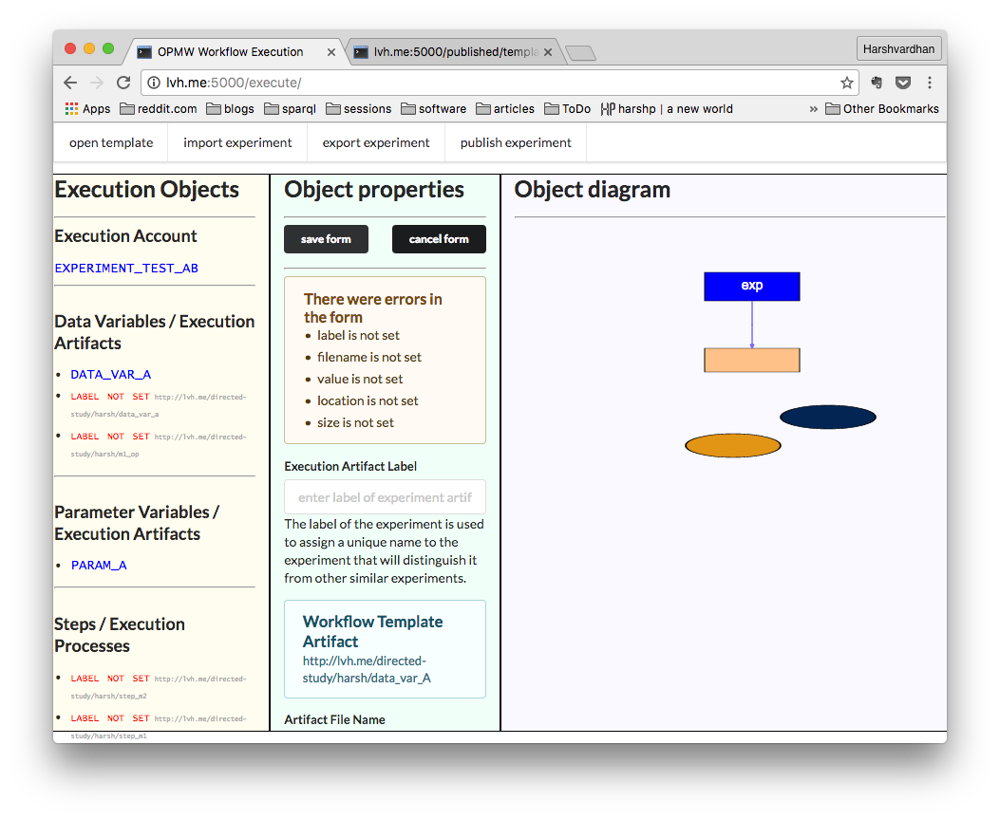 OPMW Workflow Execution
lvh.me:5000/published/templa
Harshvardhan
lvh.me:5000/execute/
Apps reddit.com blogs sparql sessions software articles ToDo harshp | a new world » Other Bookmarks
open template import experiment export experiment publish experiment
Execution Objects
Execution Account
EXPERIMENT_TEST_AB
Data Variables / Execution
Artifacts
• DATA_VAR_A
• LABEL NOT SET http://lvh.me/directed-
study/harsh/data_var_a
• LABEL NOT SET http://lvh.me/directed-
study/harsh/m1_op
Parameter Variables /
Execution Artifacts
• PARAM_A
Steps / Execution
Processes
• LABEL NOT SET http://lvh.me/directed-
study/harsh/step_m2
• LABEL NOT SET http://lvh.me/directed-
study/harsh/step_m1
Object properties
save form cancel form
There were errors in
the form
• label is not set
• filename is not set
• value is not set
• location is not set
• size is not set
Execution Artifact Label
enter label of experiment artif
The label of the experiment is used
to assign a unique name to the
experiment that will distinguish it
from other similar experiments.
Workflow Template
Artifact
http://lvh.me/directed-
study/harsh/data_var_A
Artifact File Name
Object diagram
exp